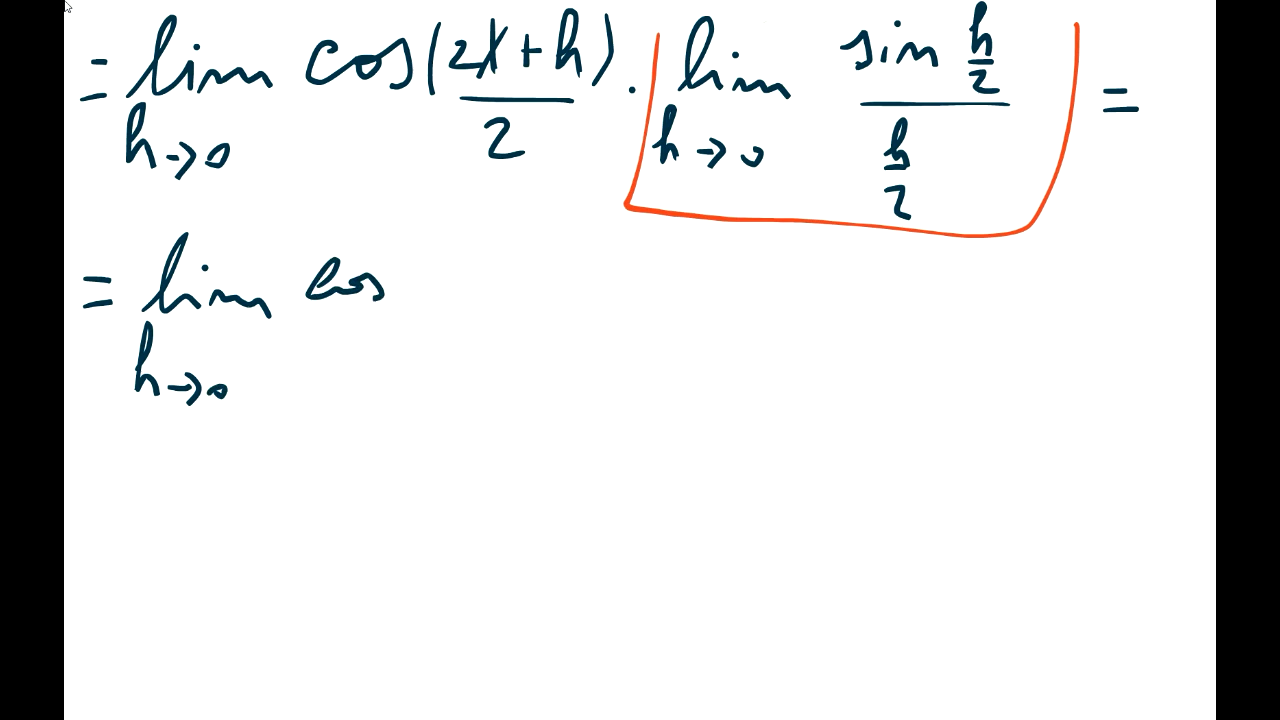 = lim h→0 cos(2x+h)/2 · lim h→0 (sin h/2)/(h/2) =
= lim h→0 cos